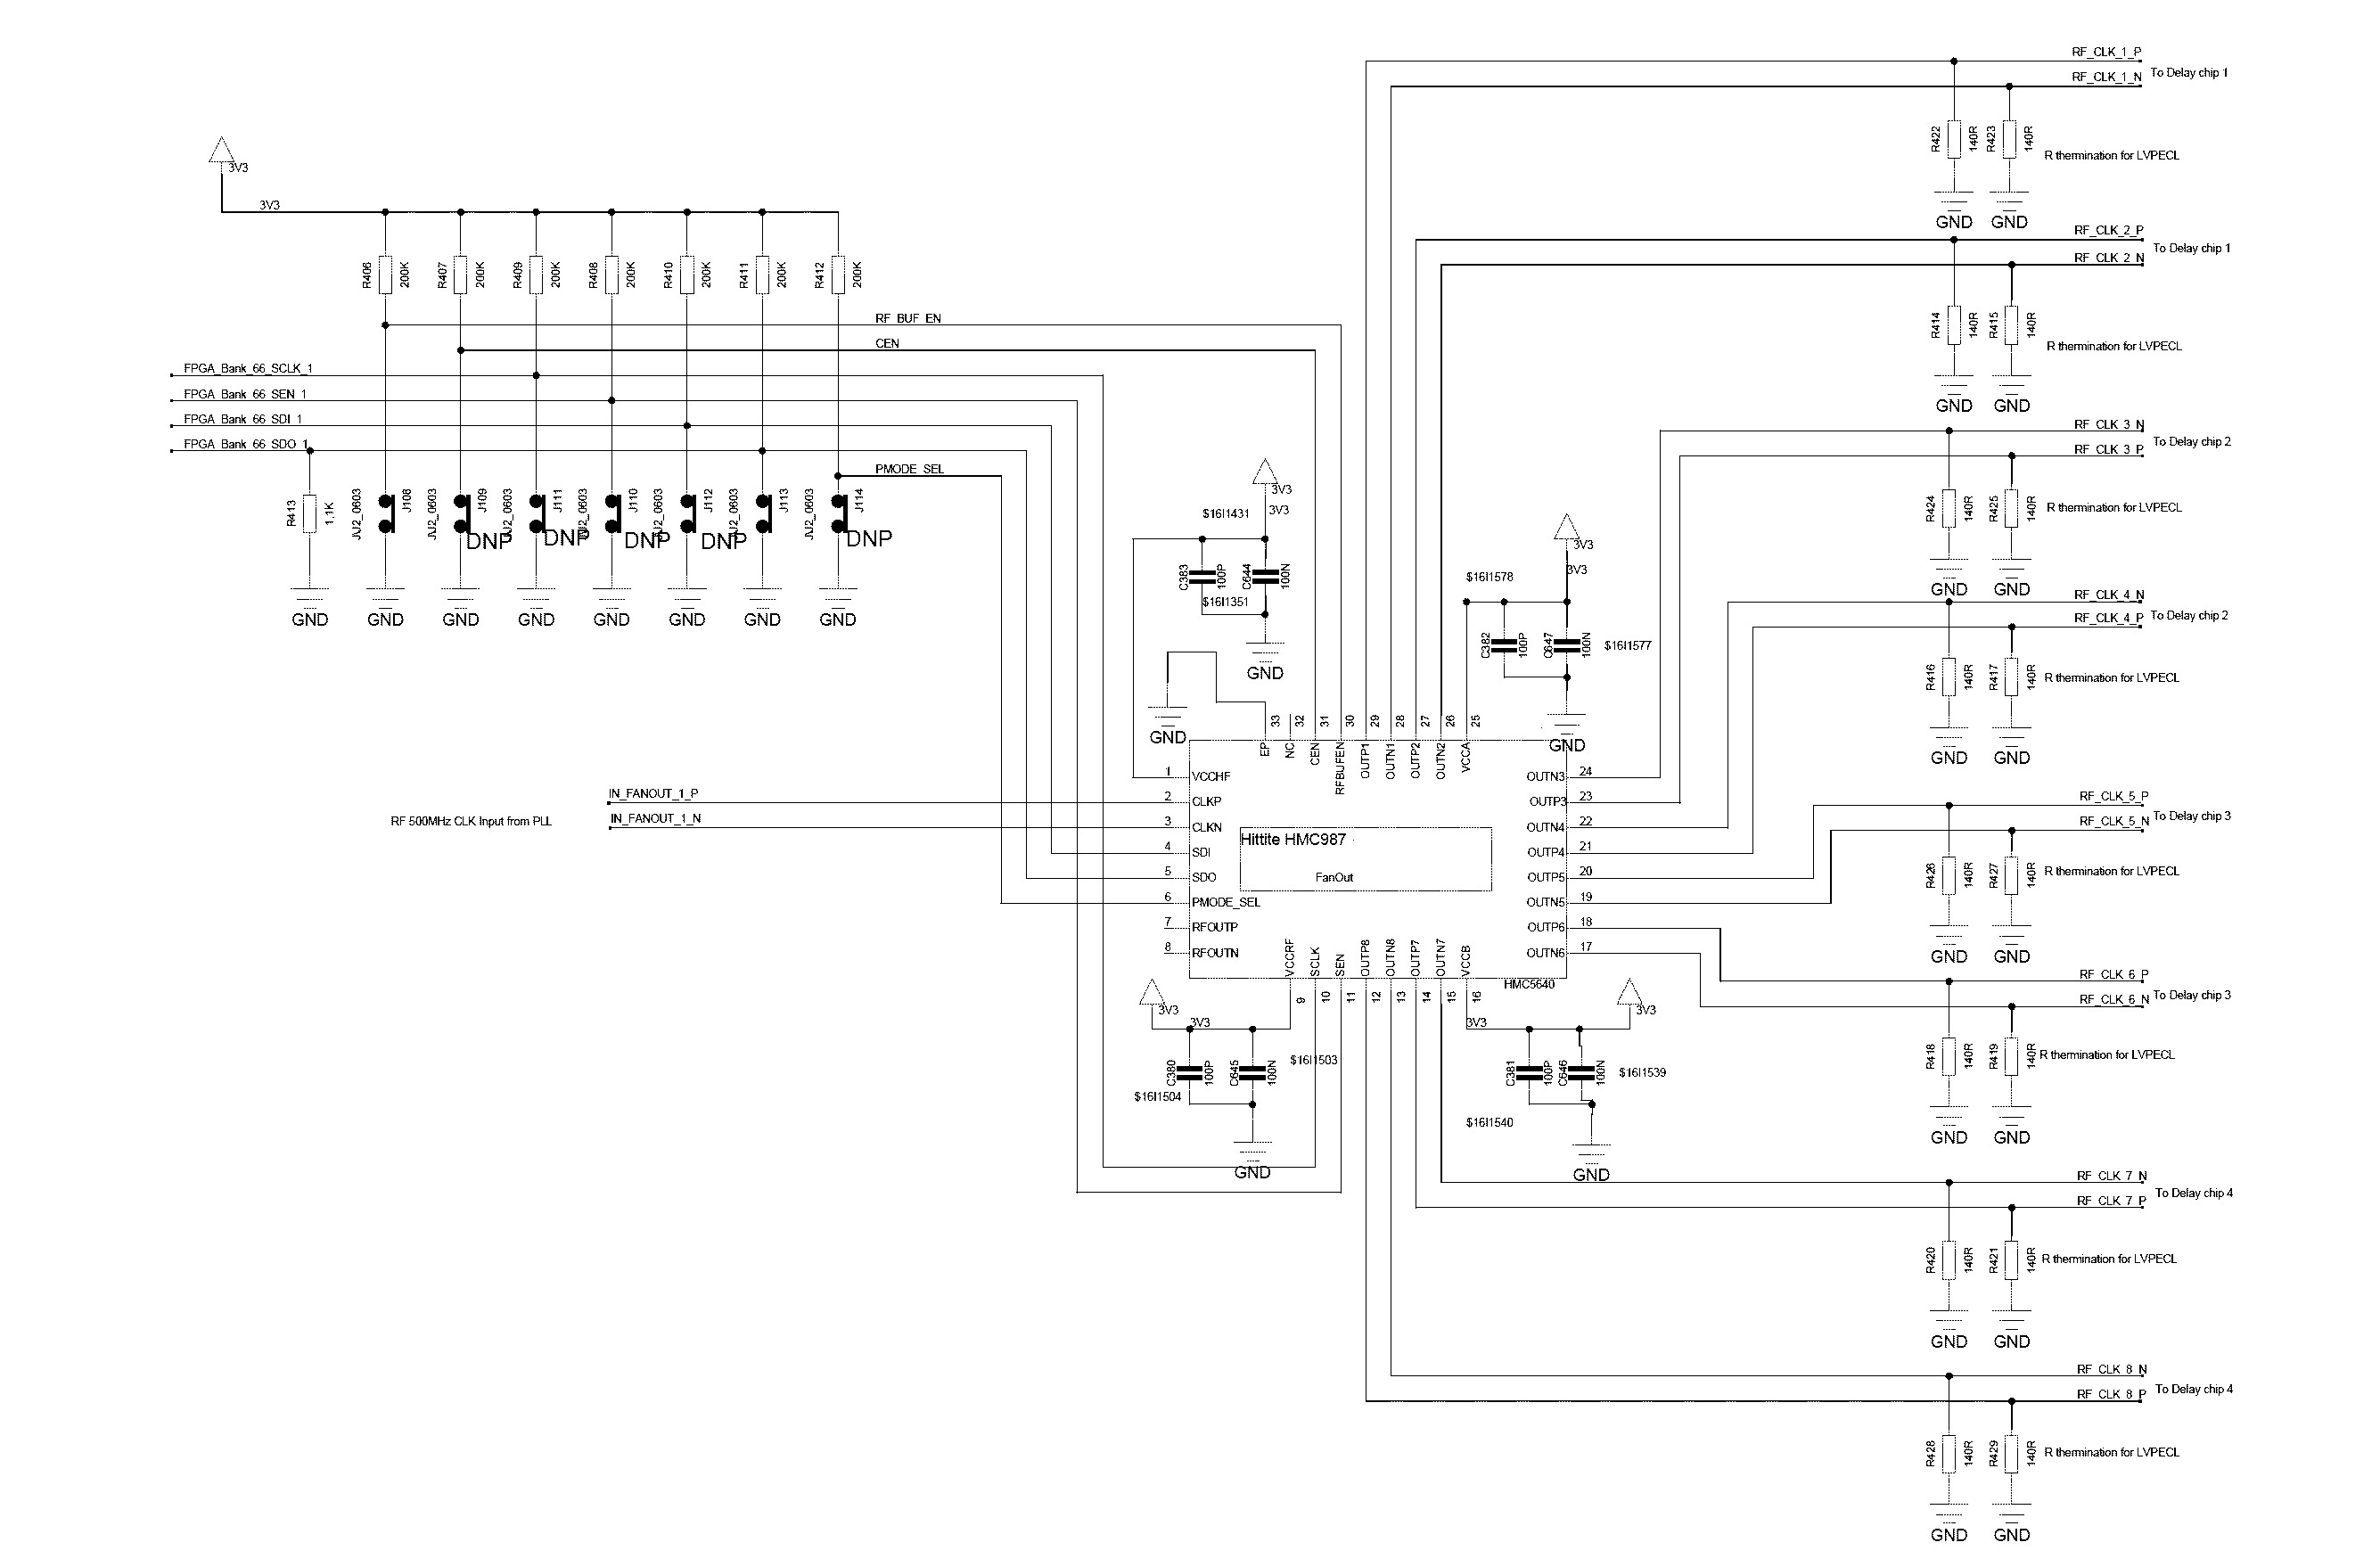 RF_CLK_1_P
To Delay chip 1
RF_CLK_1_N
R422
140R
R423
140R
R thermination for LVPECL
GND
GND
3V3
3V3
RF_CLK_2_P
To Delay chip 1
RF_CLK_2_N
R406
200K
R407
200K
R409
200K
R408
200K
R410
200K
R411
200K
R412
200K
R414
140R
R415
140R
R thermination for LVPECL
GND
GND
RF_BUF_EN
CEN
FPGA_Bank_66_SCLK_1
FPGA_Bank_66_SEN_1
FPGA_Bank_66_SDI_1
FPGA_Bank_66_SDO_1
PMODE_SEL
R413
1,1K
JU2_0603
J108
JU2_0603
J109
DNP
JU2_0603
J111
DNP
JU2_0603
J110
DNP
JU2_0603
J112
DNP
JU2_0603
J113
JU2_0603
J114
DNP
GND
GND
GND
GND
GND
GND
GND
GND
RF_CLK_3_N
To Delay chip 2
RF_CLK_3_P
R424
140R
R425
140R
R thermination for LVPECL
GND
GND
3V3
3V3
$16I1431
C383
100P
C644
100N
$16I1351
GND
GND
3V3
3V3
$16I1578
C382
100P
C647
100N
$16I1577
GND
RF_CLK_4_N
To Delay chip 2
RF_CLK_4_P
R416
140R
R417
140R
R thermination for LVPECL
GND
GND
33
32
31
30
29
28
27
26
25
EP
NC
CEN
RFBUFEN
OUTP1
OUTN1
OUTP2
OUTN2
VCCA
1 VCCHF
2 CLKP
3 CLKN
4 SDI
5 SDO
6 PMODE_SEL
7 RFOUTP
8 RFOUTN
OUTN3 24
OUTP3 23
OUTN4 22
OUTP4 21
OUTP5 20
OUTN5 19
OUTP6 18
OUTN6 17
Hittite HMC987
FanOut
IN_FANOUT_1_P
RF 500MHz CLK Input from PLL
IN_FANOUT_1_N
VCCRF
SCLK
SEN
OUTP8
OUTN8
OUTP7
OUTN7
VCCB
9
10
11
12
13
14
15
16
HMC5640
RF_CLK_5_P
To Delay chip 3
RF_CLK_5_N
R426
140R
R427
140R
R thermination for LVPECL
GND
GND
RF_CLK_6_P
To Delay chip 3
RF_CLK_6_N
R418
140R
R419
140R
R thermination for LVPECL
GND
GND
3V3
3V3
C380
100P
C645
100N
$16I1503
$16I1504
GND
3V3
3V3
C381
100P
C646
100N
$16I1539
$16I1540
GND
RF_CLK_7_N
To Delay chip 4
RF_CLK_7_P
R420
140R
R421
140R
R thermination for LVPECL
GND
GND
RF_CLK_8_N
To Delay chip 4
RF_CLK_8_P
R428
140R
R429
140R
R thermination for LVPECL
GND
GND